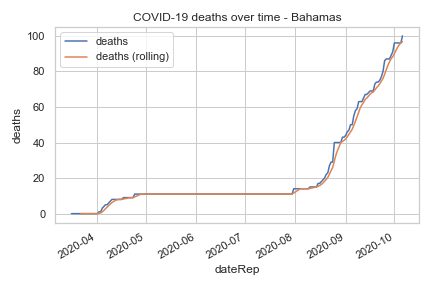 COVID-19 deaths over time - Bahamas
deaths
deaths (rolling)
100
80
60
40
20
0
deaths
2020-04
2020-05
2020-06
2020-07
2020-08
2020-09
2020-10
dateRep